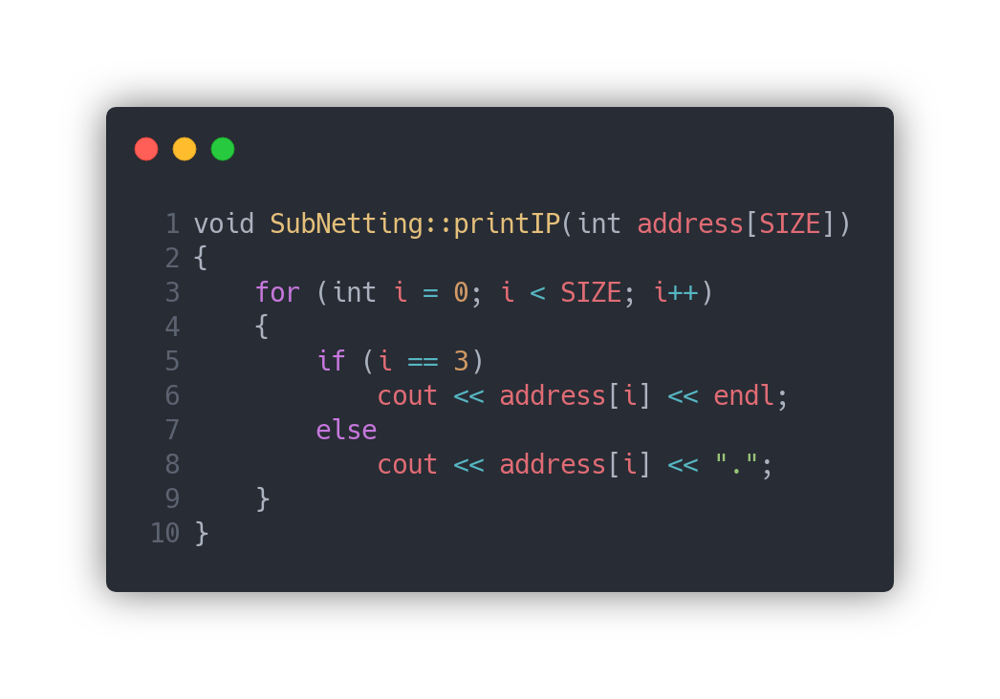 1 void SubNetting::printIP(int address[SIZE])
2 {
3     for (int i = 0; i < SIZE; i++)
4     {
5         if (i == 3)
6             cout << address[i] << endl;
7         else
8             cout << address[i] << ".";
9     }
10 }